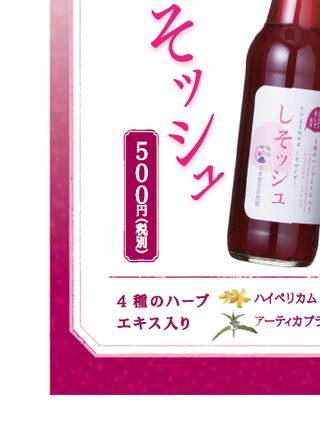 そッシュ
500円(税別)
しそッシュ
4種のハーブ
エキス入り
ハイペリカム
アーティカプラ